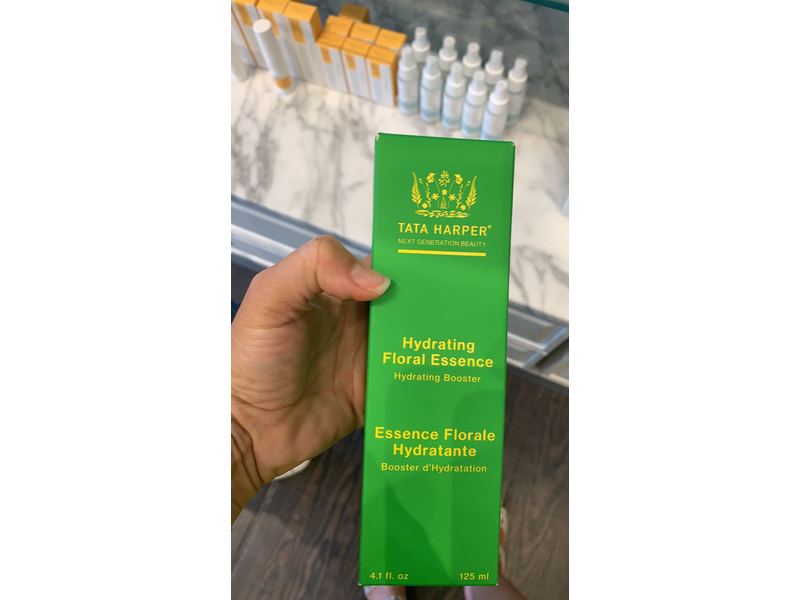 TATA HARPER®
NEXT GENERATION BEAUTY
Hydrating
Floral Essence
Hydrating Booster
Essence Florale
Hydratante
Booster d'Hydratation
4.1 fl. oz 125 ml